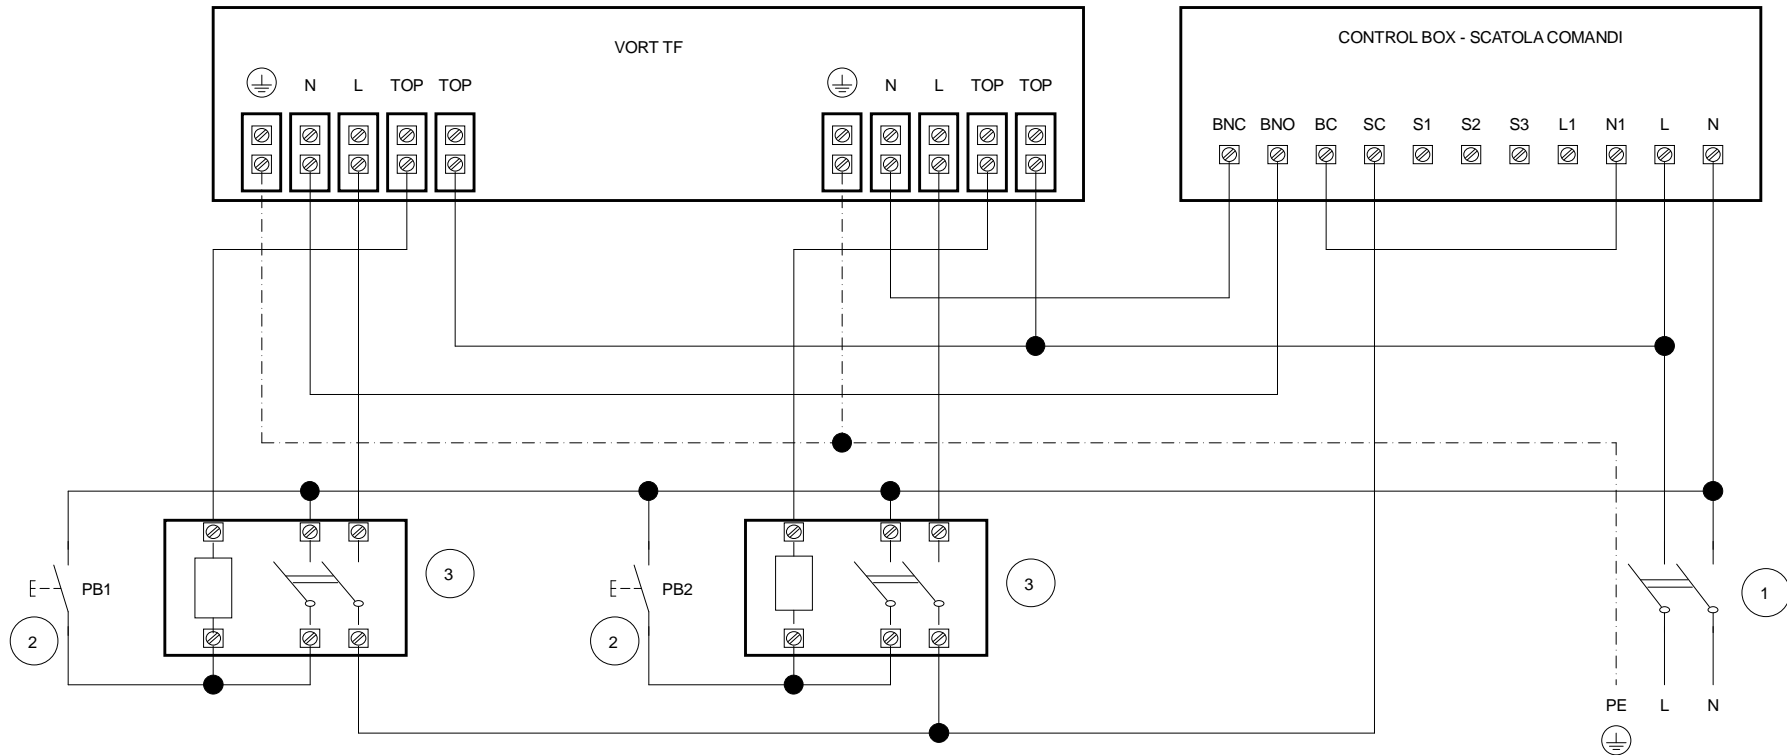 VORT TF
CONTROL BOX - SCATOLA COMANDI
N L TOP TOP
N L TOP TOP
BNC BNO BC SC S1 S2 S3 L1 N1 L N
PB1
3
PB2
3
1
2
2
PE L N